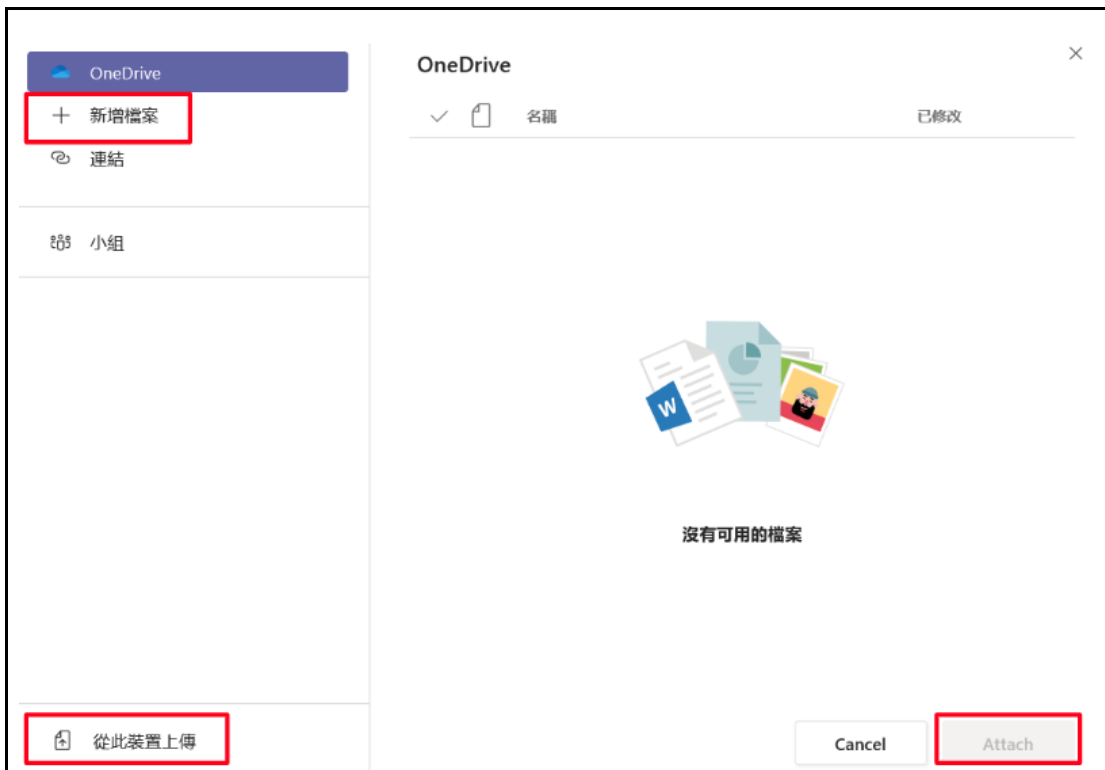 OneDrive
新增檔案
連結
小組
從此裝置上傳
OneDrive
名稱
已修改
W
沒有可用的檔案
Cancel
Attach